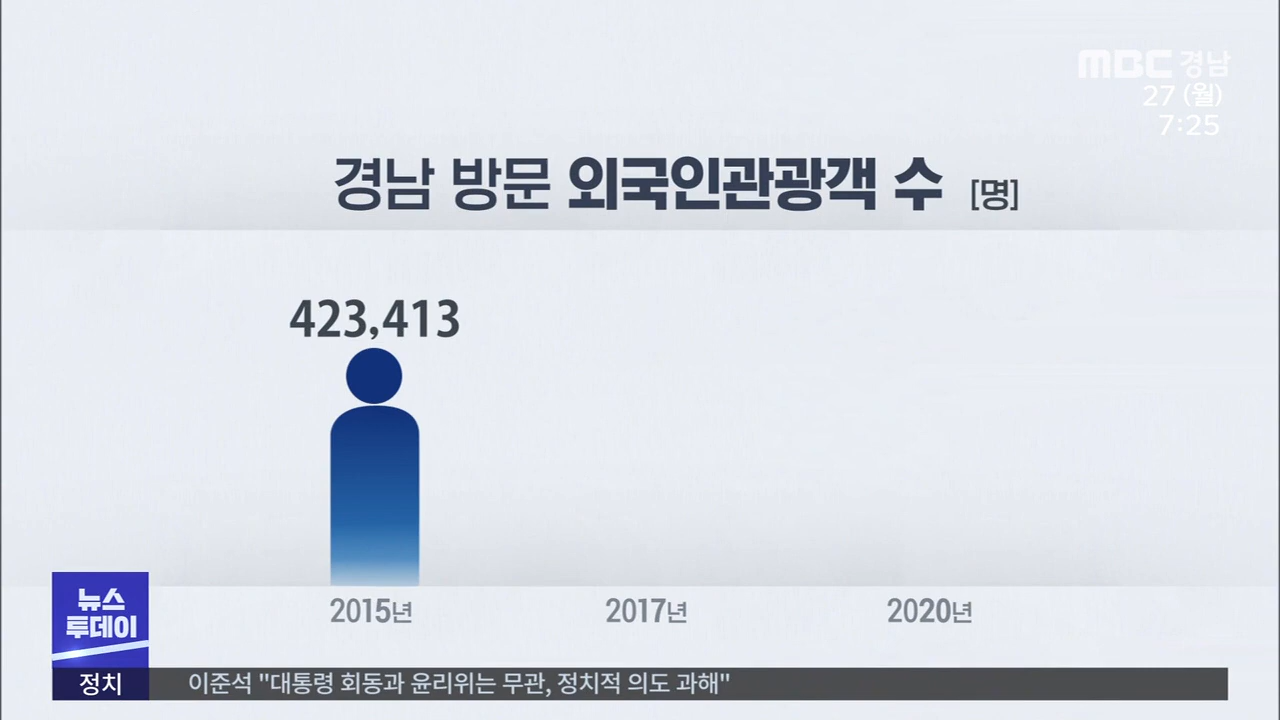 MBC 경남
27 (월)
7:25
경남 방문 외국인관광객 수 [명]
423,413
2015년 2017년 2020년
뉴스
투데이
정치 이준석 "대통령 회동과 윤리위는 무관, 정치적 의도 과해"